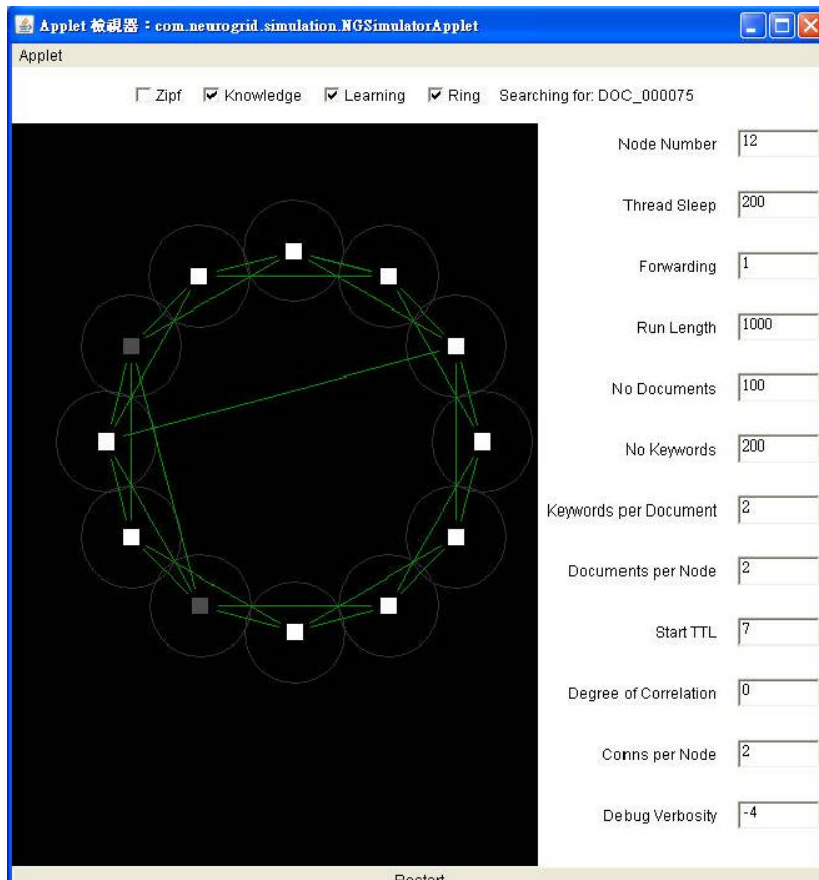 Applet 檢視器：com.neurogrid.simulation.NGSimulatorApplet
Applet
Zipf Knowledge Learning Ring Searching for: DOC_000075
Node Number 12
Thread Sleep 200
Forwarding 1
Run Length 1000
No Documents 100
No Keywords 200
Keywords per Document 2
Documents per Node 2
Start TTL 7
Degree of Correlation 0
Conns per Node 2
Debug Verbosity -4
Restart